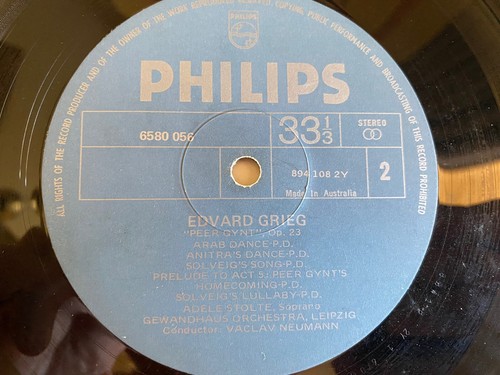 ALL RIGHTS OF THE RECORD PRODUCER AND OF THE OWNER OF THE WORK REPRODUCED RESERVED. COPYING, PUBLIC PERFORMANCE AND BROADCASTING OF THIS RECORD PROHIBITED
PHILIPS
PHILIPS
6580 056
33 1/3
STEREO
894 108 2Y
2
Made In Australia
EDVARD GRIEG
"PEER GYNT", Op. 23
ARAB DANCE-P.D.
ANITRA'S DANCE-P.D.
SOLVEIG'S SONG-P.D.
PRELUDE TO ACT 5; PEER GYNT'S
HOMECOMING-P.D.
SOLVEIG'S LULLABY-P.D.
ADELE STOLTE, Soprano
GEWANDHAUS ORCHESTRA, LEIPZIG
Conductor: VACLAV NEUMANN